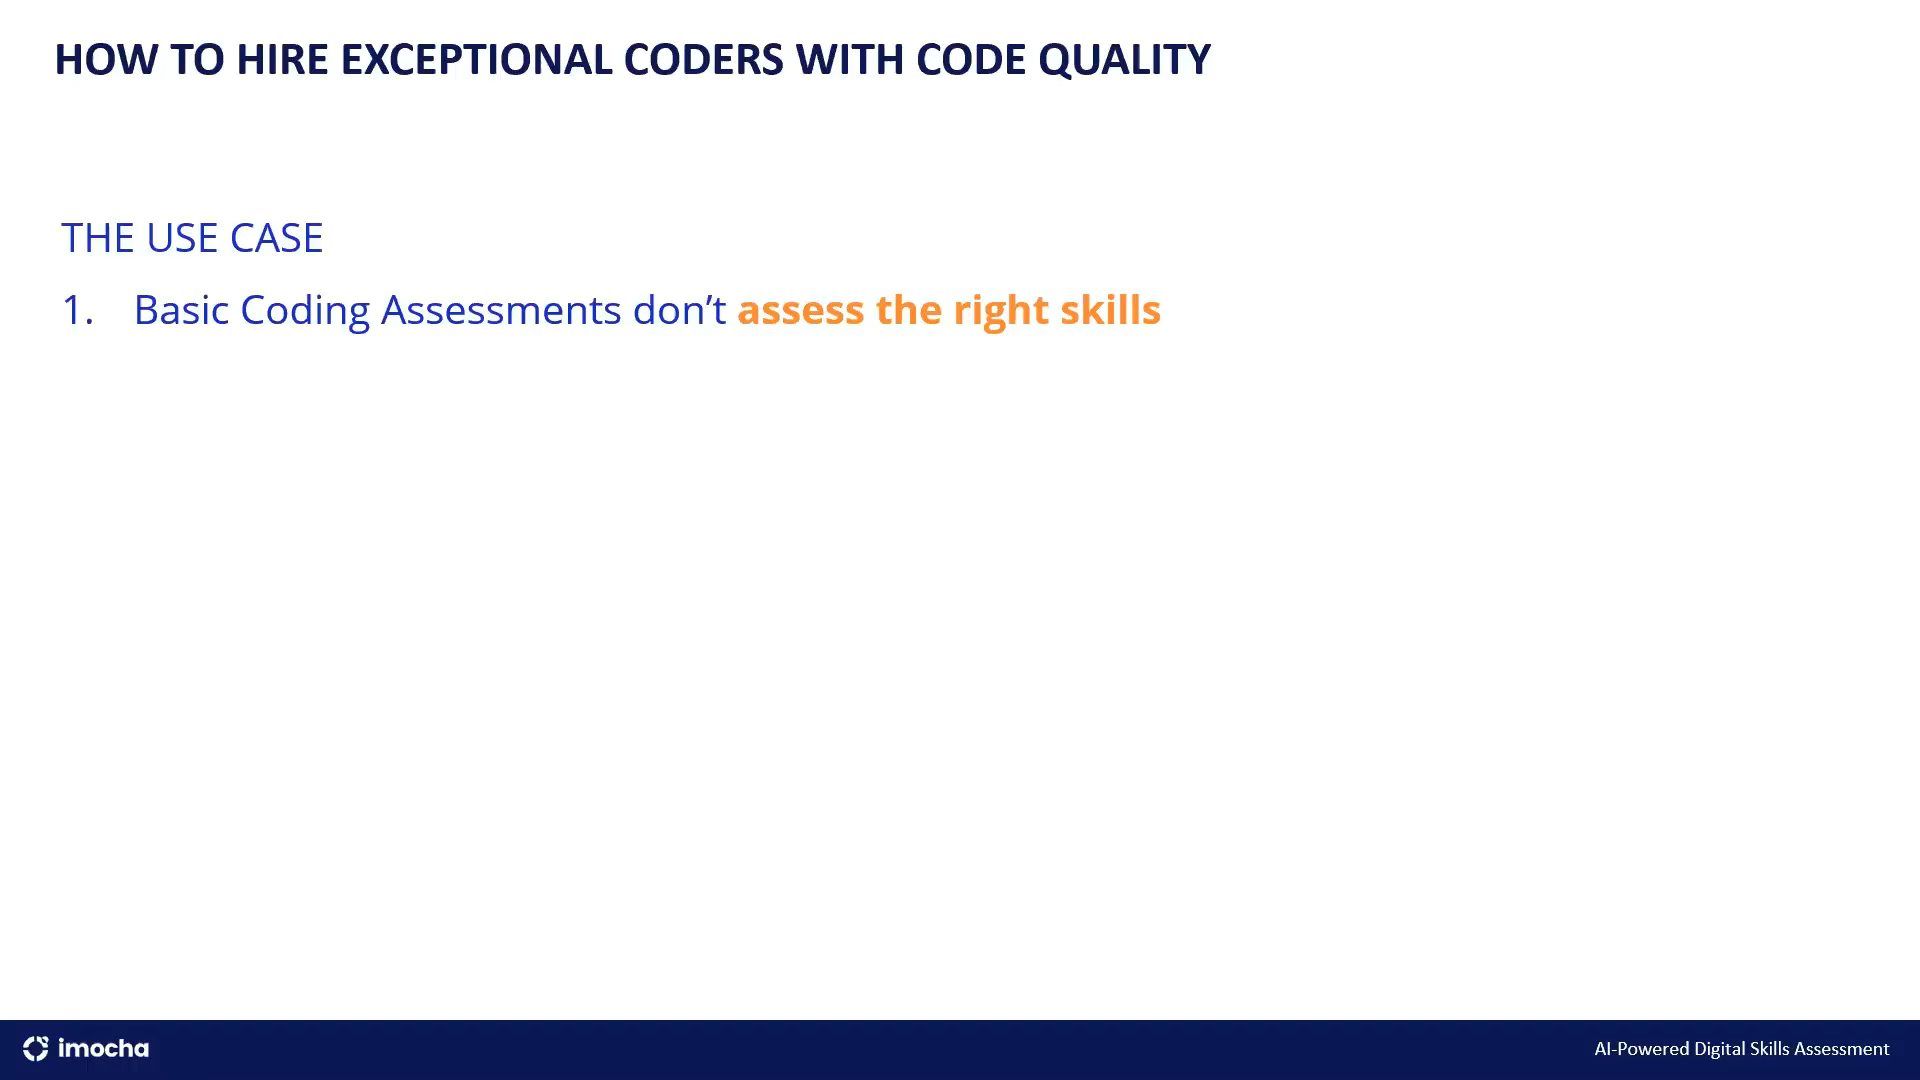 HOW TO HIRE EXCEPTIONAL CODERS WITH CODE QUALITY
THE USE CASE
1. Basic Coding Assessments don’t assess the right skills
imocha
AI-Powered Digital Skills Assessment